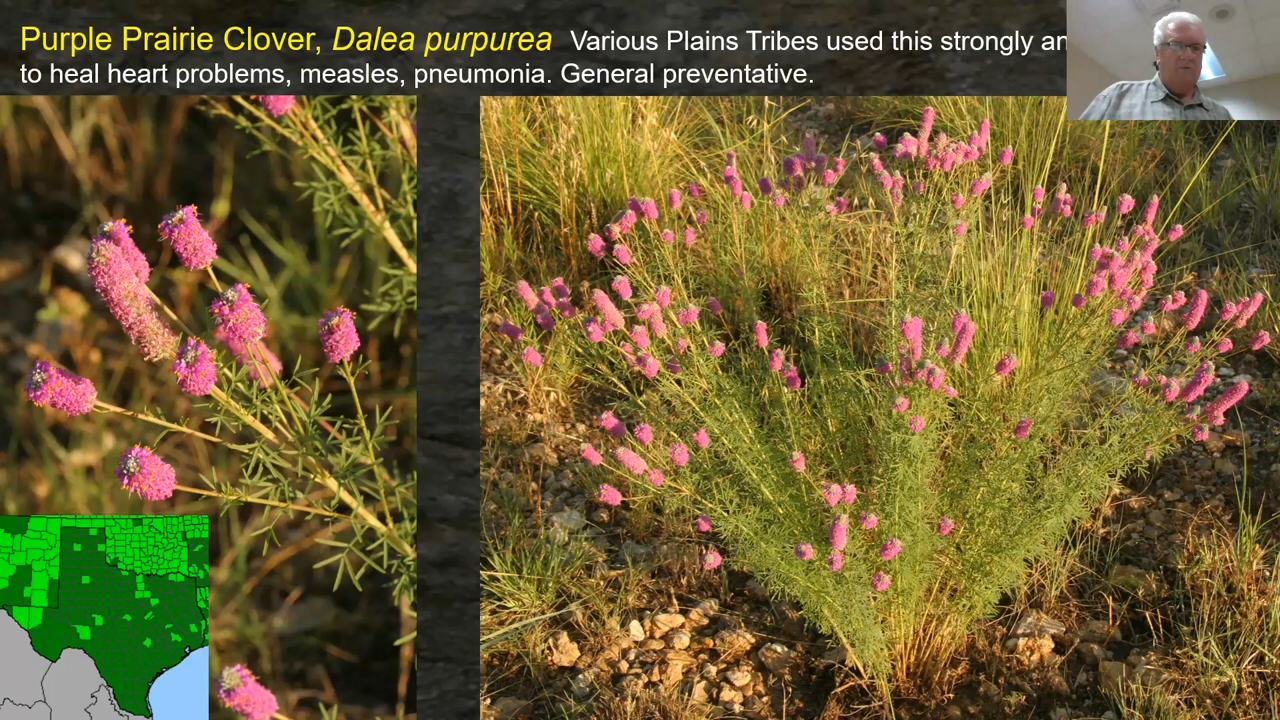 Purple Prairie Clover, Dalea purpurea Various Plains Tribes used this strongly an
to heal heart problems, measles, pneumonia. General preventative.